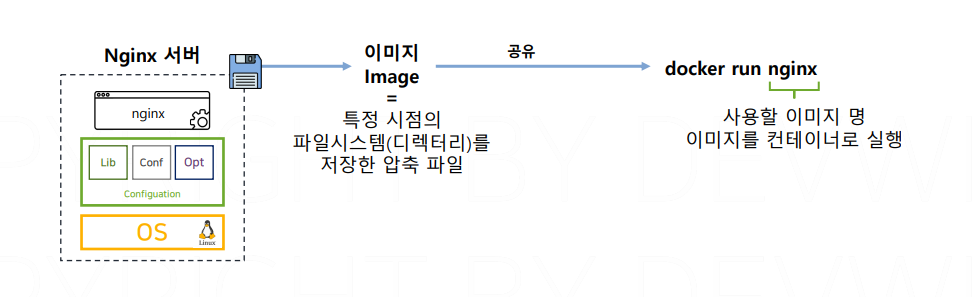 Nginx 서버
nginx
Lib
Conf
Opt
Configuation
OS
Linux
이미지
Image
=
특정 시점의
파일시스템(디렉터리)를
저장한 압축 파일
공유
docker run nginx
사용할 이미지 명
이미지를 컨테이너로 실행